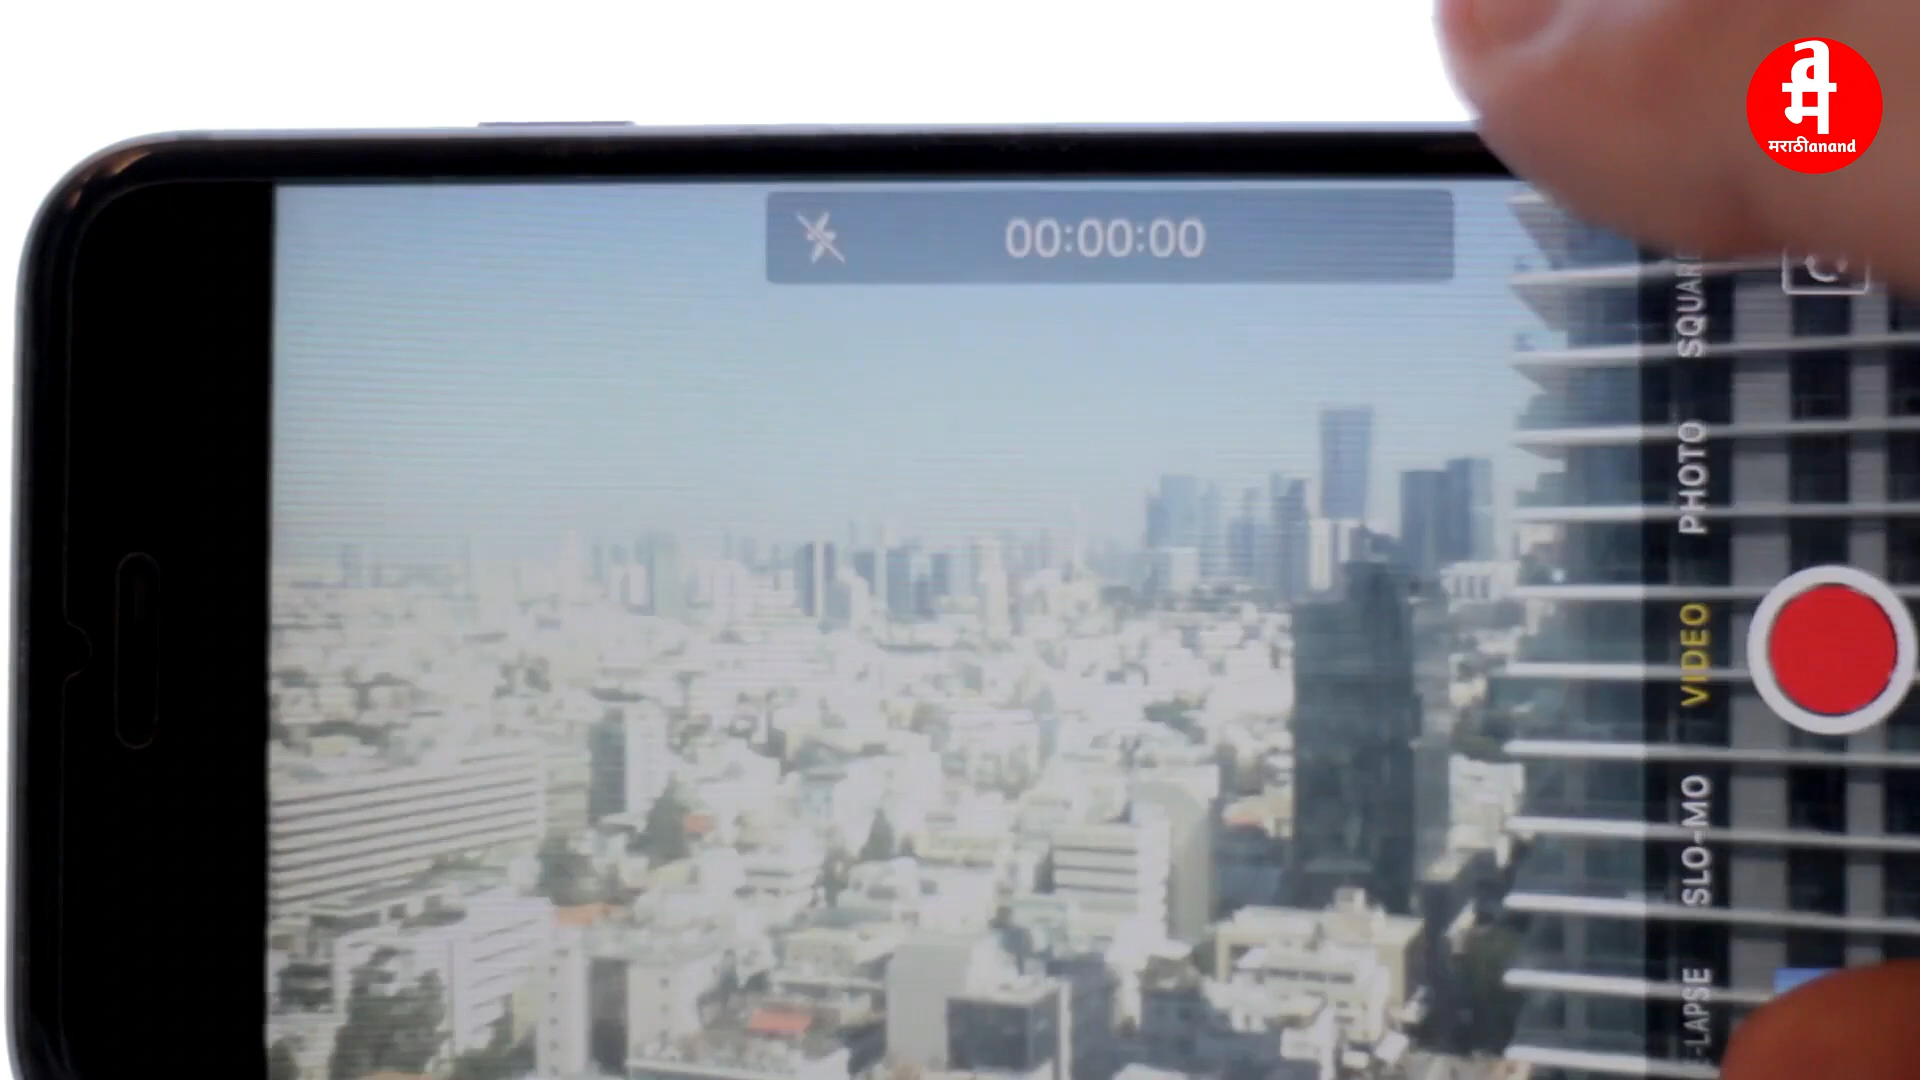 a
म
मराठीanand
00:00:00
SQUAR
PHOTO
VIDEO
SLO-MO
-LAPSE